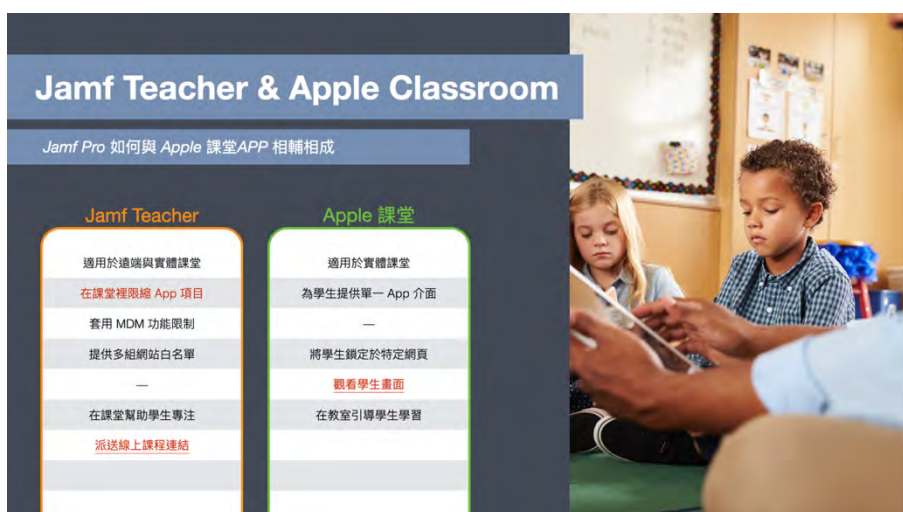 Jamf Teacher & Apple Classroom
Jamf Pro 如何與 Apple 課堂APP 相輔相成
Jamf Teacher
Apple 課堂
適用於遠端與實體課堂
適用於實體課堂
在課堂裡限縮 App 項目
為學生提供單一 App 介面
套用 MDM 功能限制
—
提供多組網站白名單
將學生鎖定於特定網頁
—
觀看學生畫面
在課堂幫助學生專注
在教室引導學生學習
派送線上課程連結